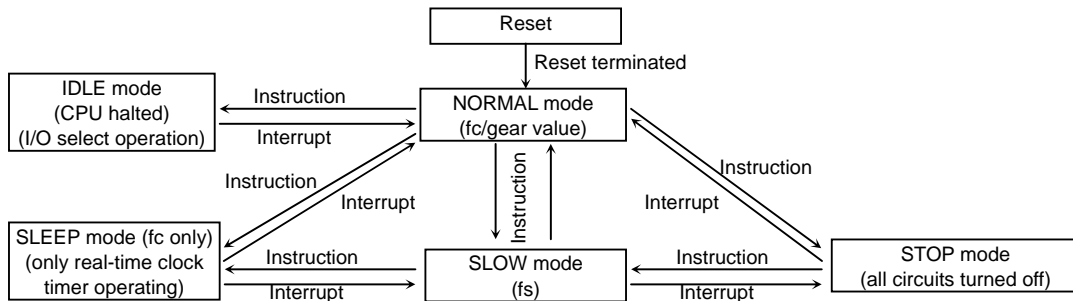 Reset
Reset terminated
IDLE mode
(CPU halted)
(I/O select operation)
Instruction
Interrupt
NORMAL mode
(fc/gear value)
Instruction
Interrupt
Instruction
Interrupt
Instruction
SLEEP mode (fc only)
(only real-time clock
timer operating)
Instruction
Interrupt
SLOW mode
(fs)
Instruction
Interrupt
STOP mode
(all circuits turned off)